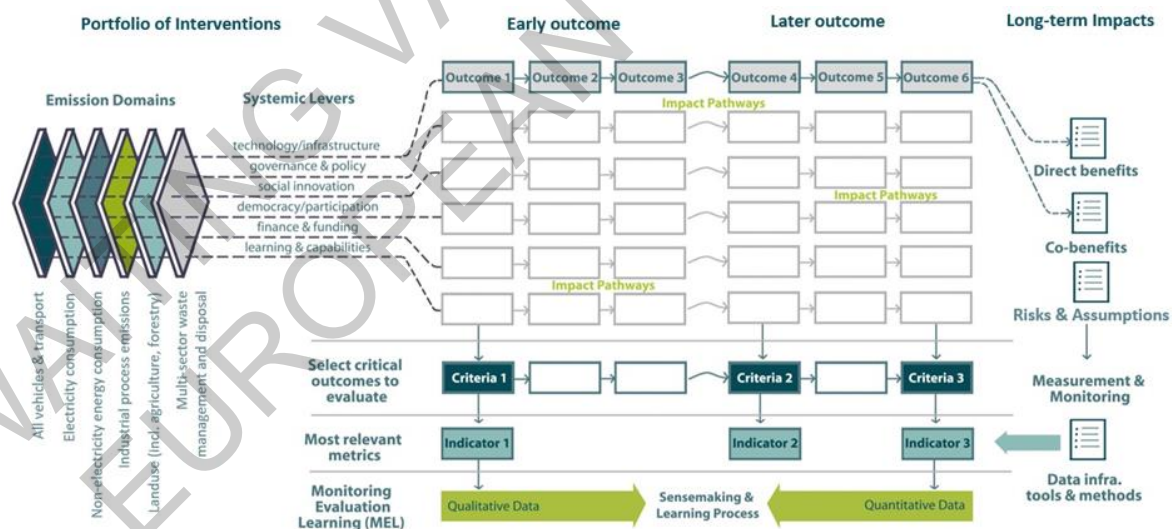 Portfolio of Interventions
Early outcome
Later outcome
Long-term Impacts
Emission Domains
Systemic Levers
Outcome 1
Outcome 2
Outcome 3
Outcome 4
Outcome 5
Outcome 6
Impact Pathways
technology/infrastructure
governance & policy
social innovation
democracy/participation
finance & funding
learning & capabilities
Impact Pathways
Impact Pathways
Direct benefits
Co-benefits
Risks & Assumptions
All vehicles & transport
Electricity consumption
Non-electricity energy consumption
Industrial process emissions
Landuse (incl. agriculture, forestry)
Multi-sector waste
management and disposal
Select critical
outcomes to
evaluate
Criteria 1
Criteria 2
Criteria 3
Measurement &
Monitoring
Most relevant
metrics
Indicator 1
Indicator 2
Indicator 3
Data infra.
tools & methods
Monitoring
Evaluation
Learning (MEL)
Qualitative Data
Sensemaking &
Learning Process
Quantitative Data
EUROPEAN